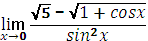 lim x→0 (√5 − √1 + cosx) / sin²x